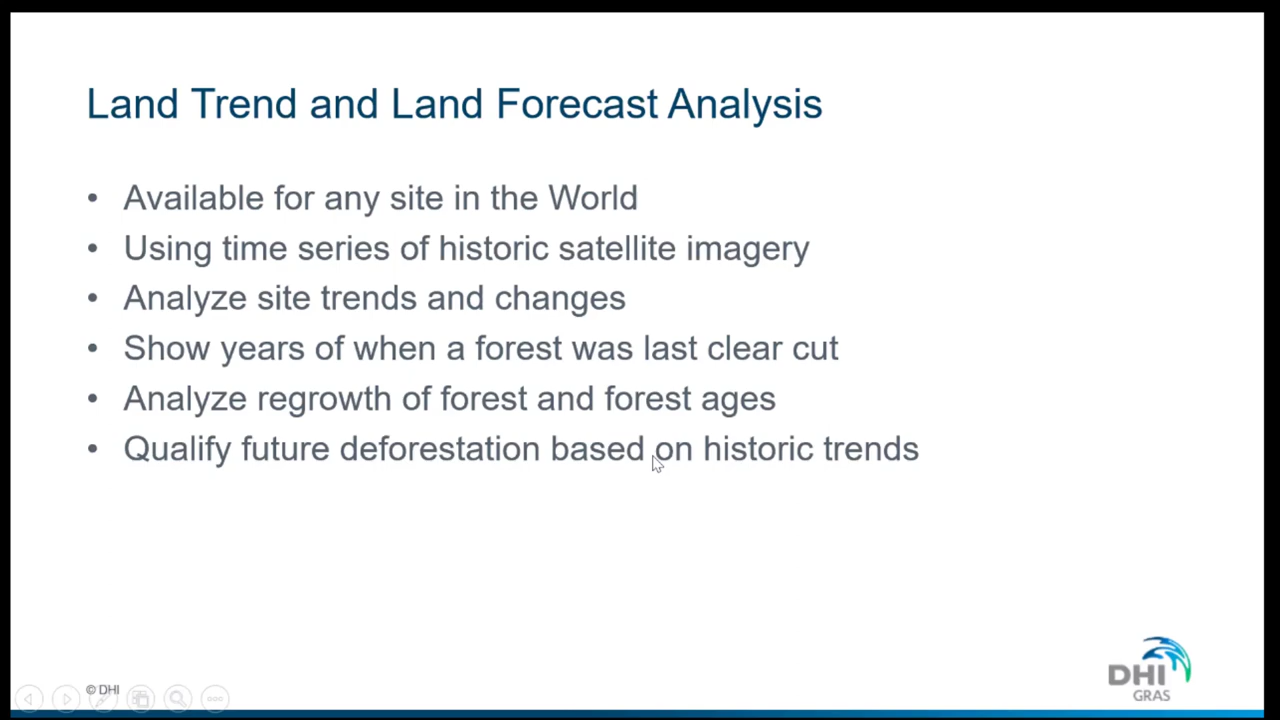 Land Trend and Land Forecast Analysis
• Available for any site in the World
• Using time series of historic satellite imagery
• Analyze site trends and changes
• Show years of when a forest was last clear cut
• Analyze regrowth of forest and forest ages
• Qualify future deforestation based on historic trends
© DHI
DHI
GRAS